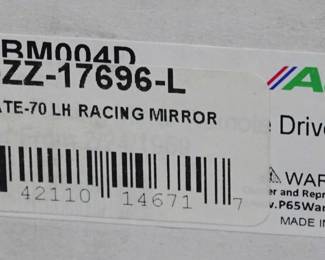 BM004D
ZZ-17696-L
ATE-70 LH RACING MIRROR
e Drive
42110 14671 7
WAR
er and Repr
v.P65War
MADE IN